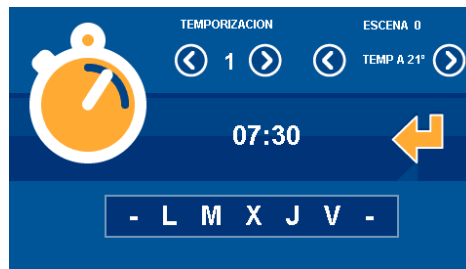 TEMPORIZACION
ESCENA 0
1
TEMP A 21º
07:30
- L M X J V -